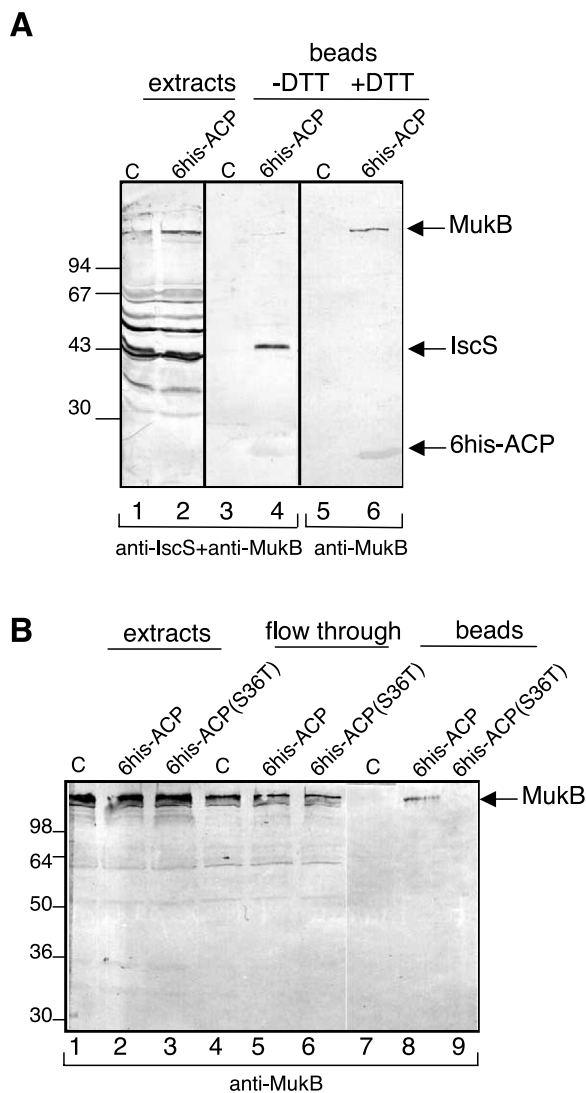 A
beads
extracts -DTT +DTT
C 6his-ACP C 6his-ACP C 6his-ACP
MukB
94
67
43 IscS
30
6his-ACP
1 2 3 4 5 6
anti-IscS+anti-MukB anti-MukB
B
extracts flow through beads
C 6his-ACP 6his-ACP(S36T) C 6his-ACP 6his-ACP(S36T) C 6his-ACP 6his-ACP(S36T)
MukB
98
64
50
36
30
1 2 3 4 5 6 7 8 9
anti-MukB